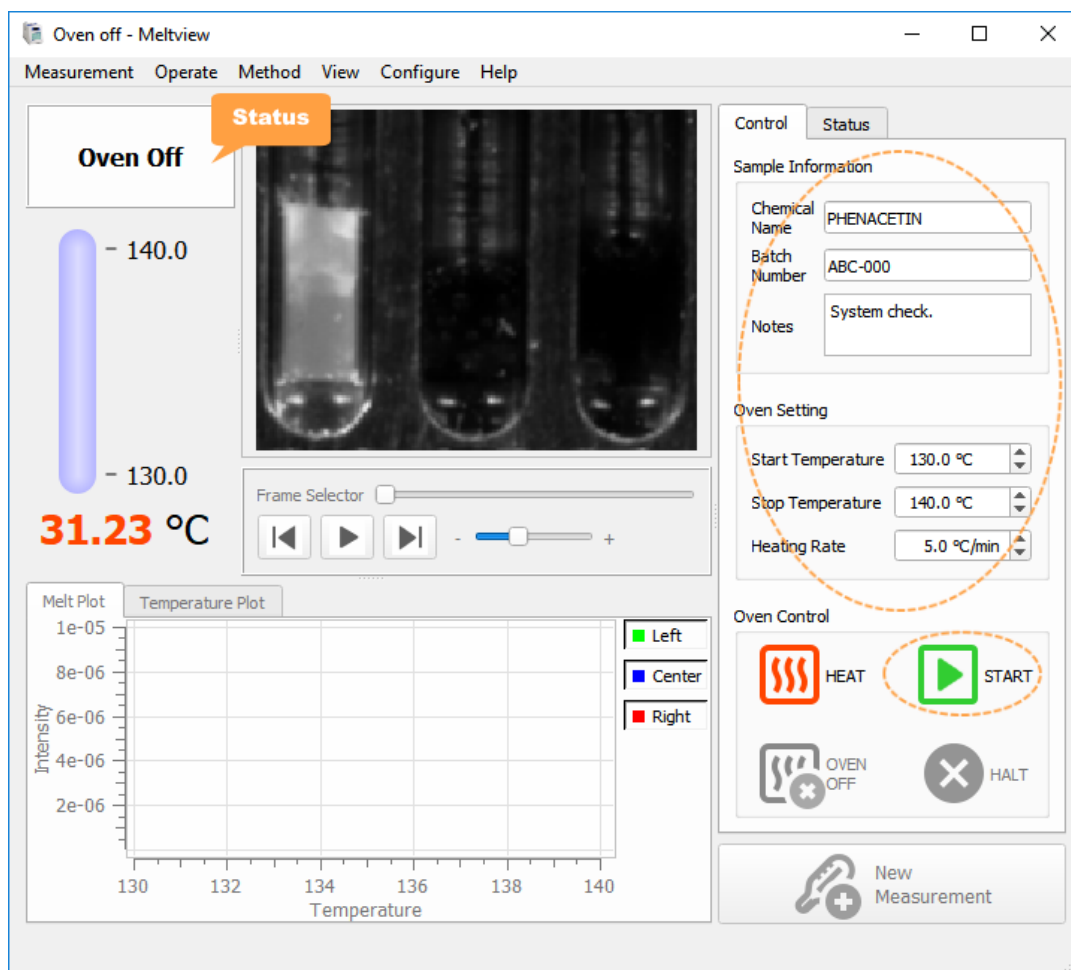 Oven off - Meltview
Measurement Operate Method View Configure Help
Status
Oven Off
140.0
130.0
31.23 °C
Frame Selector
- +
Melt Plot Temperature Plot
1e-05
8e-06
6e-06
4e-06
2e-06
Intensity
130 132 134 136 138 140
Temperature
Left
Center
Right
Control Status
Sample Information
Chemical
Name
PHENACETIN
Batch
Number
ABC-000
Notes
System check.
Oven Setting
Start Temperature 130.0 °C
Stop Temperature 140.0 °C
Heating Rate 5.0 °C/min
Oven Control
HEAT START
OVEN
OFF
HALT
New
Measurement